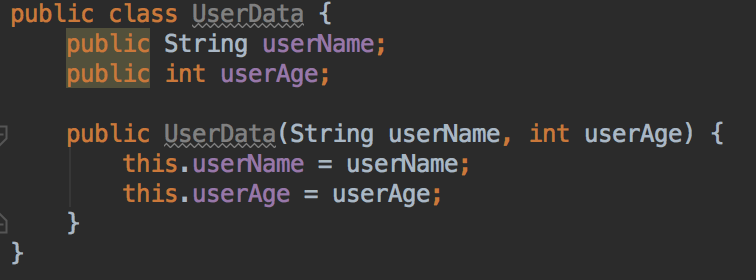 public class UserData {
    public String userName;
    public int userAge;

    public UserData(String userName, int userAge) {
        this.userName = userName;
        this.userAge = userAge;
    }
}